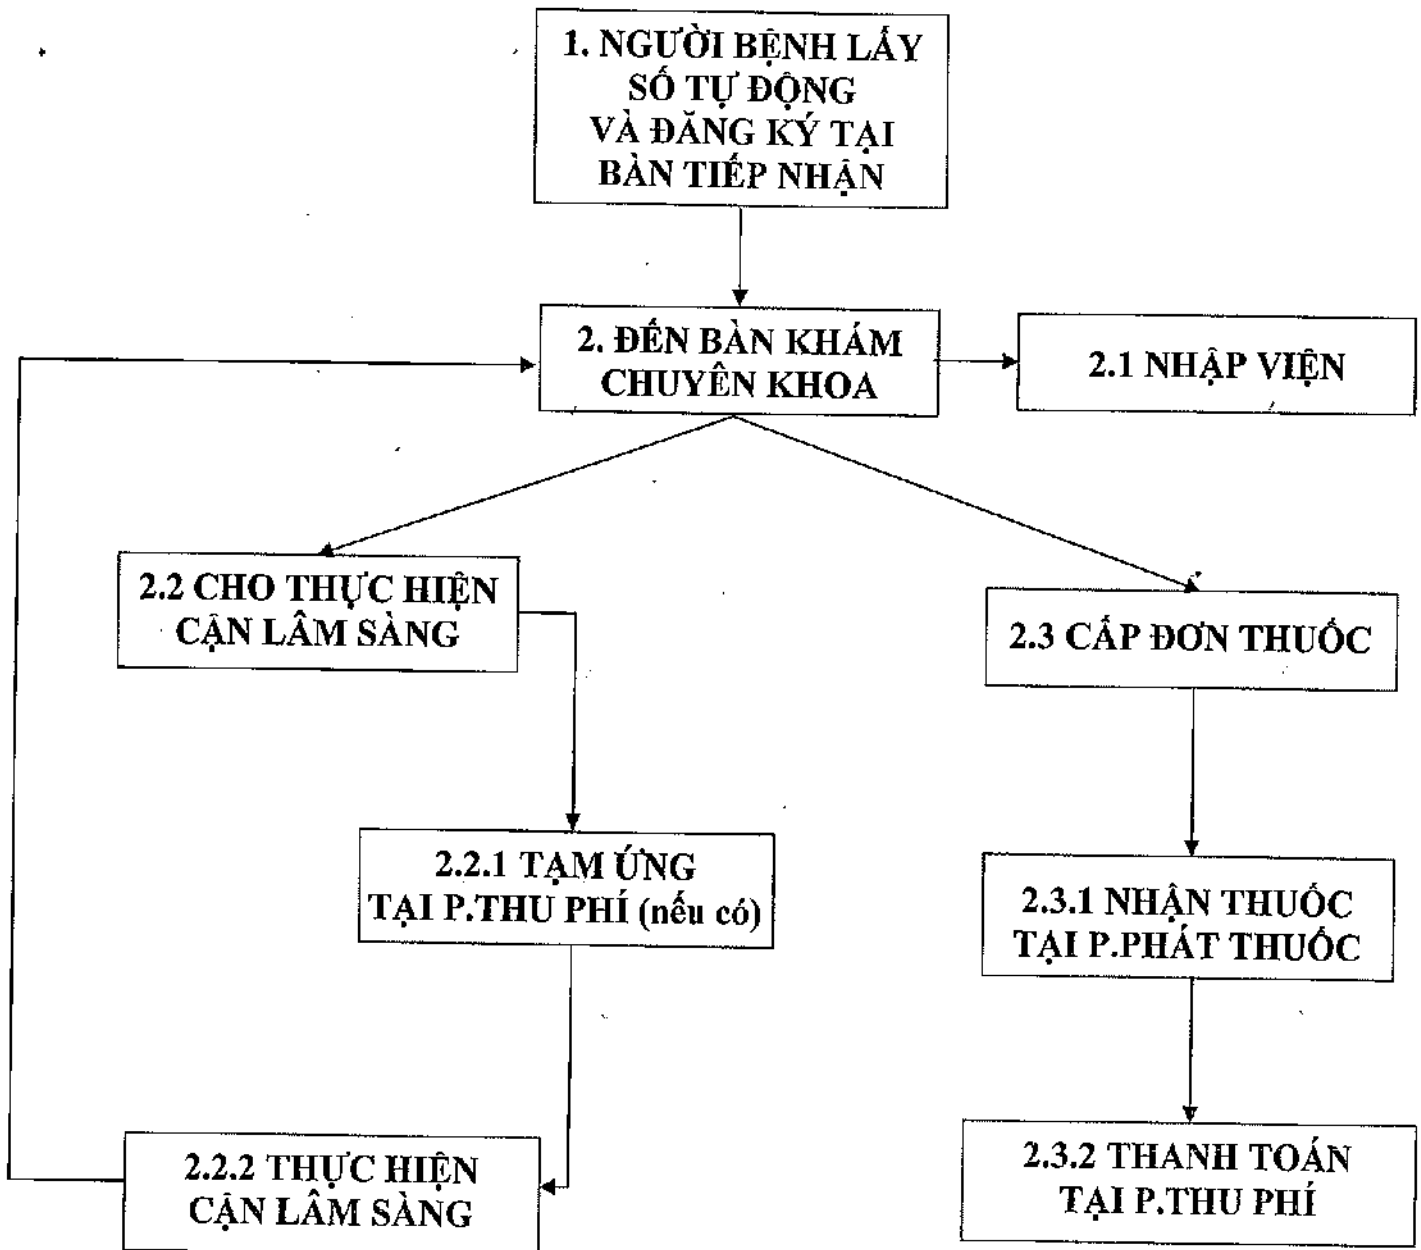 1. NGƯỜI BỆNH LẤY
SỐ TỰ ĐỘNG
VÀ ĐĂNG KÝ TẠI
BÀN TIẾP NHẬN
2. ĐẾN BÀN KHÁM
CHUYÊN KHOA
2.1 NHẬP VIỆN
2.2 CHO THỰC HIỆN
CẬN LÂM SÀNG
2.3 CẤP ĐƠN THUỐC
2.2.1 TẠM ỨNG
TẠI P.THU PHÍ (nếu có)
2.3.1 NHẬN THUỐC
TẠI P.PHÁT THUỐC
2.2.2 THỰC HIỆN
CẬN LÂM SÀNG
2.3.2 THANH TOÁN
TẠI P.THU PHÍ